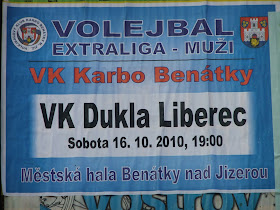 VOLEJBAL
EXTRALIGA - MUŽI
VK Karbo Benátky
VK Dukla Liberec
Sobota 16. 10. 2010, 19:00
Městská hala Benátky nad Jizerou